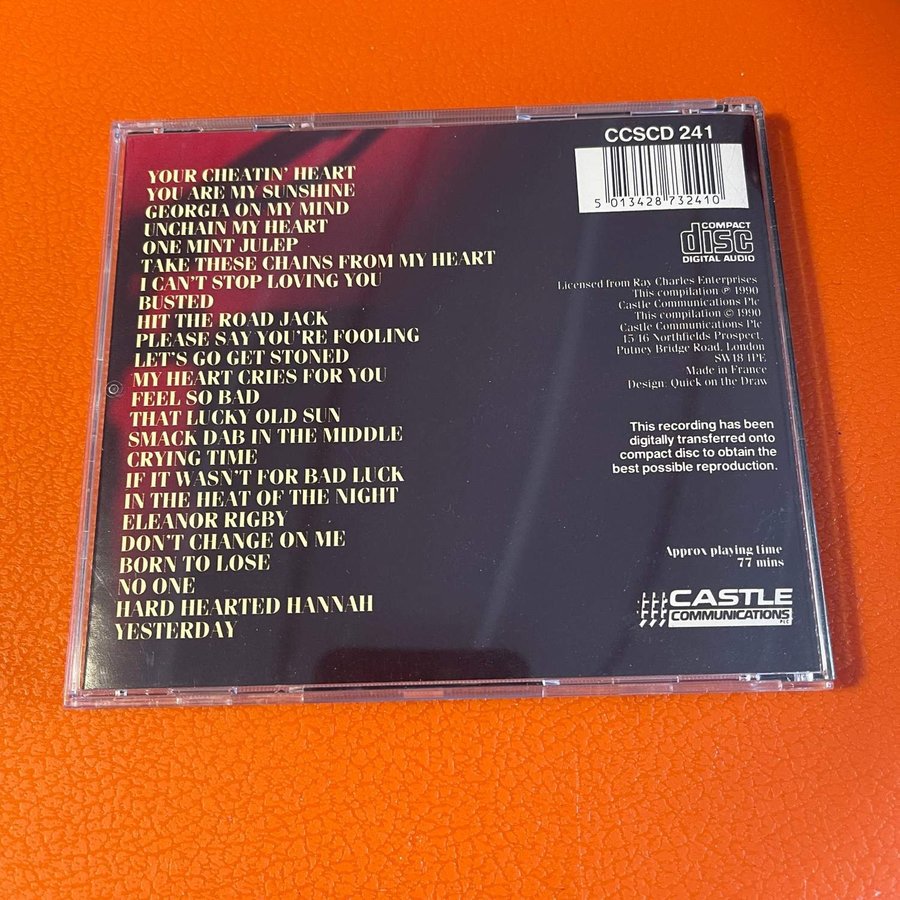 YOUR CHEATIN' HEART
YOU ARE MY SUNSHINE
GEORGIA ON MY MIND
UNCHAIN MY HEART
ONE MINT JULEP
TAKE THESE CHAINS FROM MY HEART
I CAN'T STOP LOVING YOU
BUSTED
HIT THE ROAD JACK
PLEASE SAY YOU'RE FOOLING
LET'S GO GET STONED
MY HEART CRIES FOR YOU
FEEL SO BAD
THAT LUCKY OLD SUN
SMACK DAB IN THE MIDDLE
CRYING TIME
IF IT WASN'T FOR BAD LUCK
IN THE HEAT OF THE NIGHT
ELEANOR RIGBY
DON'T CHANGE ON ME
BORN TO LOSE
NO ONE
HARD HEARTED HANNAH
YESTERDAY
CCSCD 241
5 013428 732410
COMPACT
disc
DIGITAL AUDIO
Licensed from Ray Charles Enterprises
This compilation ℗ 1990
Castle Communications Plc
This compilation © 1990
Castle Communications Plc
15/16 Northfields Prospect,
Putney Bridge Road, London
SW18 1PE
Made in France
Design: Quick on the Draw
This recording has been
digitally transferred onto
compact disc to obtain the
best possible reproduction.
Approx playing time
77 mins
CASTLE
COMMUNICATIONS
PLC